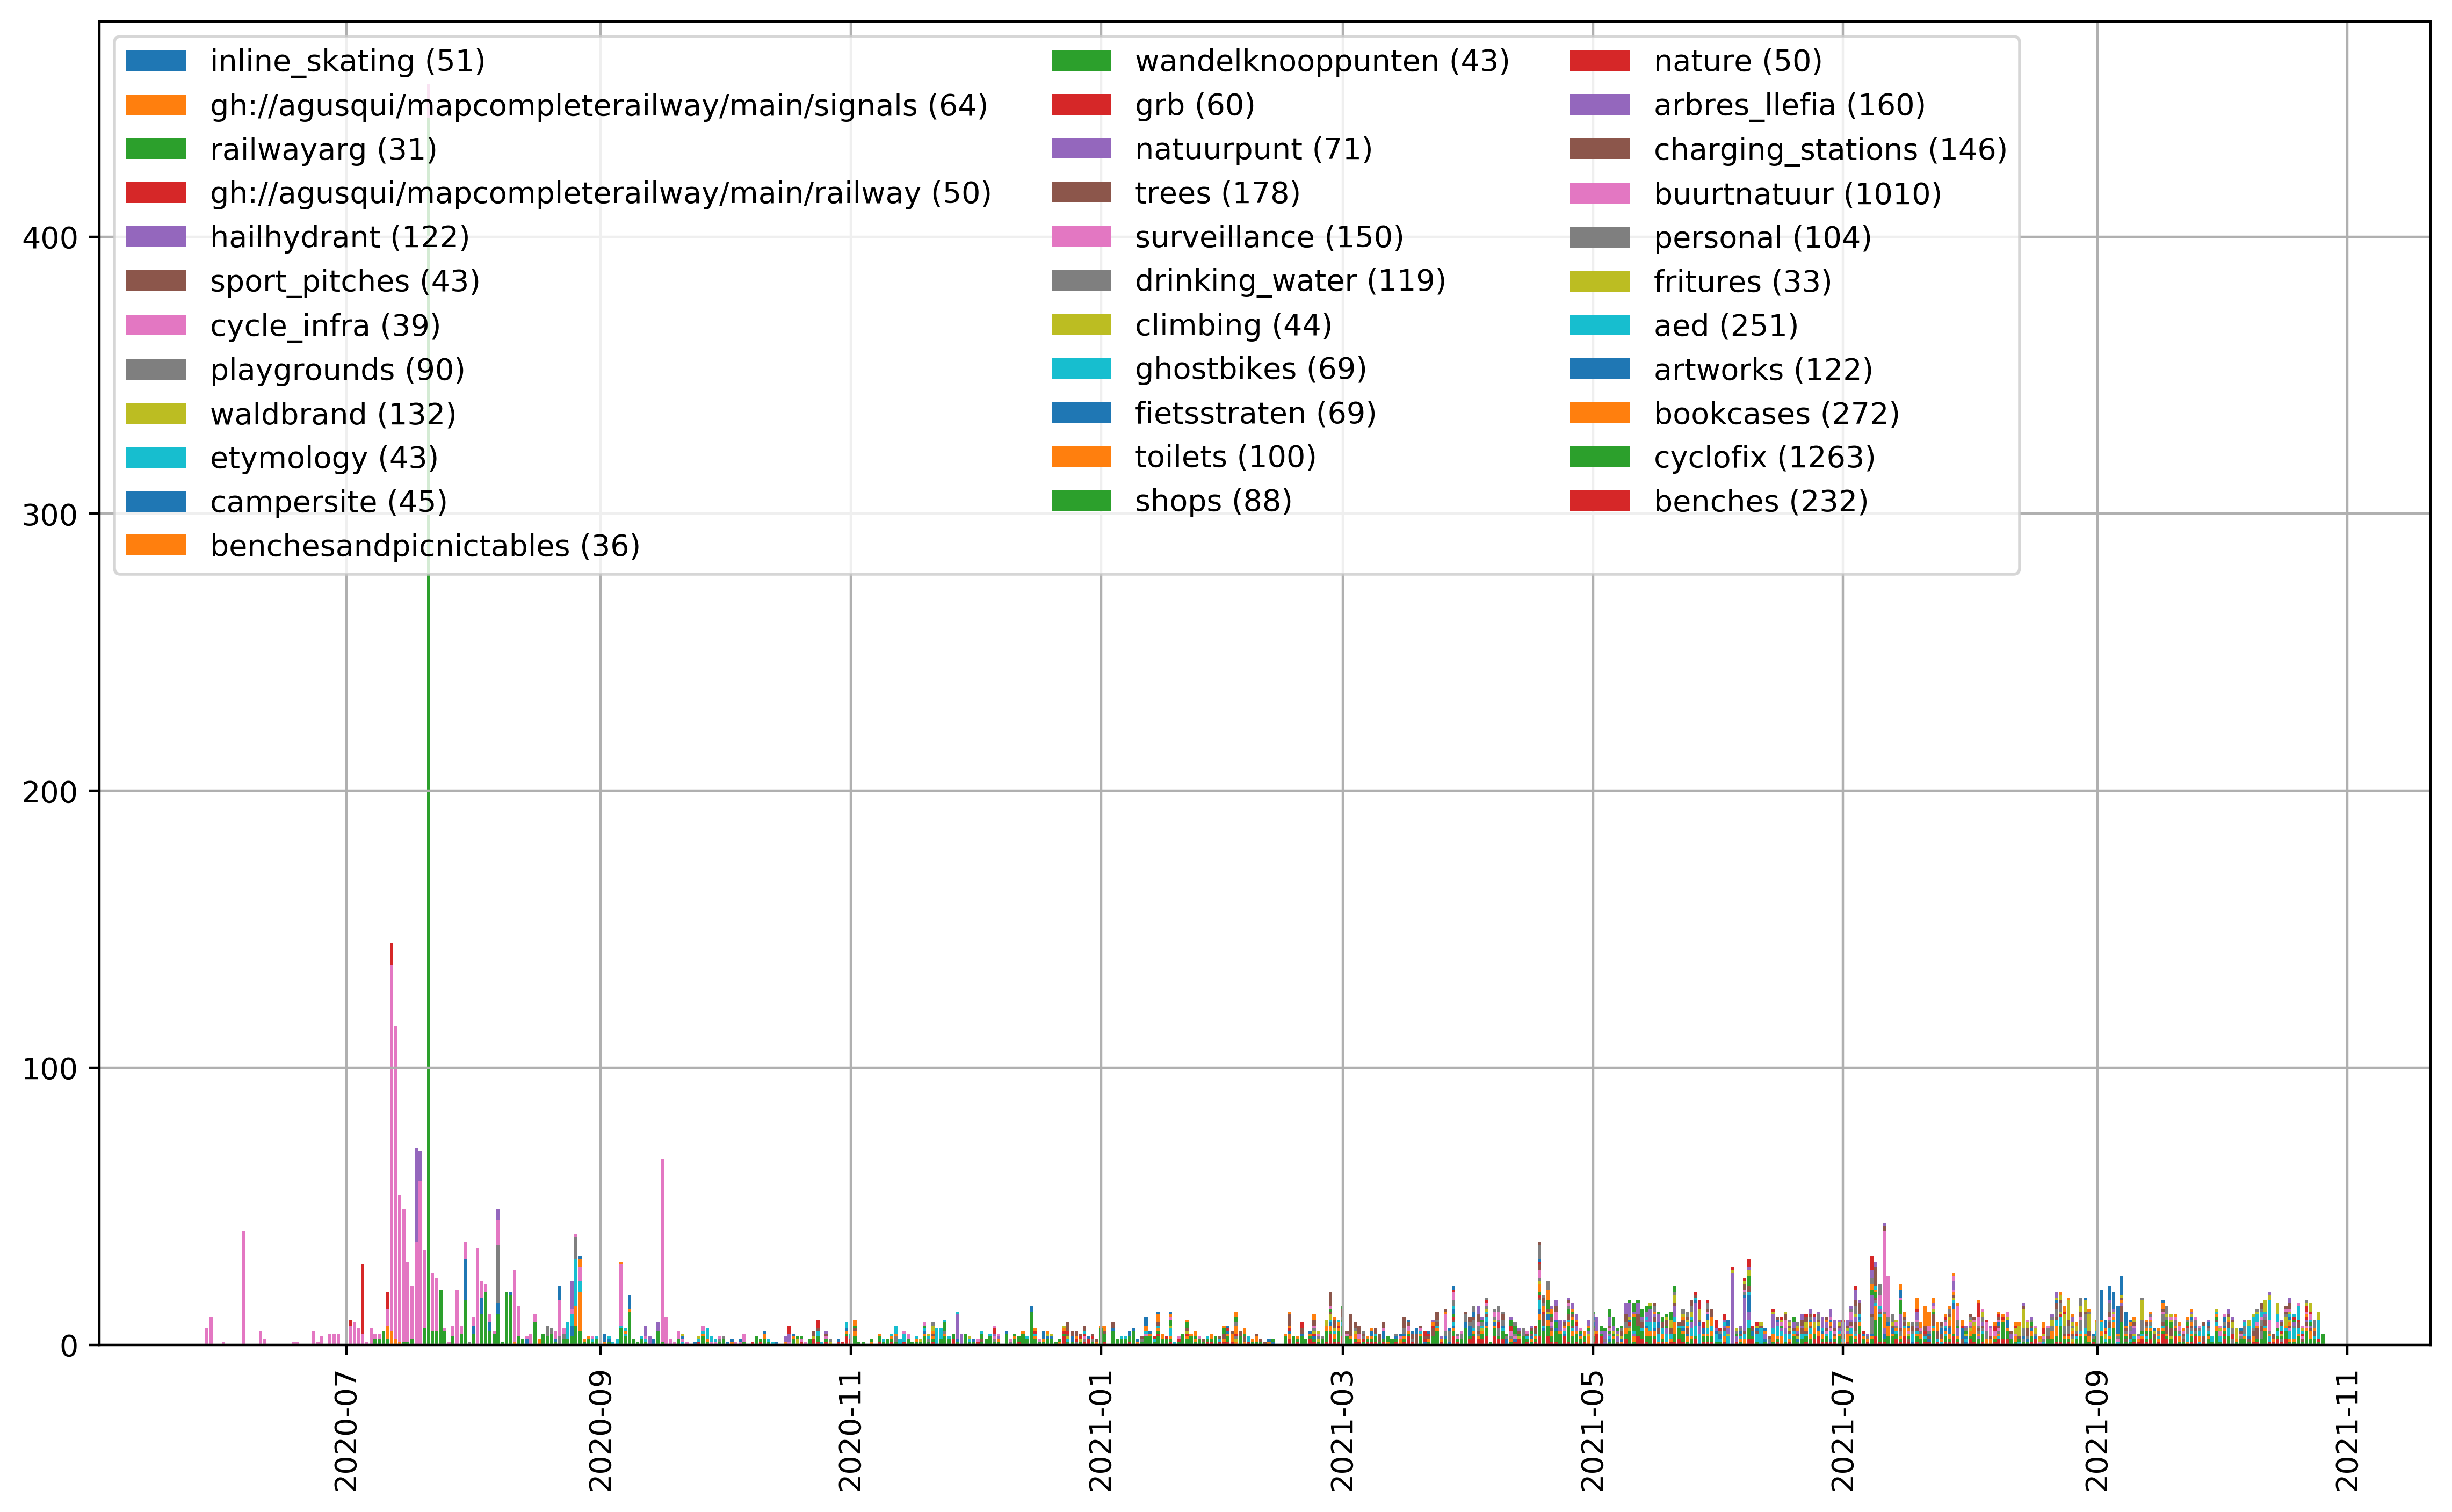 inline_skating (51)
gh://agusqui/mapcompleterailway/main/signals (64)
railwayarg (31)
gh://agusqui/mapcompleterailway/main/railway (50)
hailhydrant (122)
sport_pitches (43)
cycle_infra (39)
playgrounds (90)
waldbrand (132)
etymology (43)
campersite (45)
benchesandpicnictables (36)
wandelknooppunten (43)
grb (60)
natuurpunt (71)
trees (178)
surveillance (150)
drinking_water (119)
climbing (44)
ghostbikes (69)
fietsstraten (69)
toilets (100)
shops (88)
nature (50)
arbres_llefia (160)
charging_stations (146)
buurtnatuur (1010)
personal (104)
fritures (33)
aed (251)
artworks (122)
bookcases (272)
cyclofix (1263)
benches (232)
400
300
200
100
0
2020-07
2020-09
2020-11
2021-01
2021-03
2021-05
2021-07
2021-09
2021-11